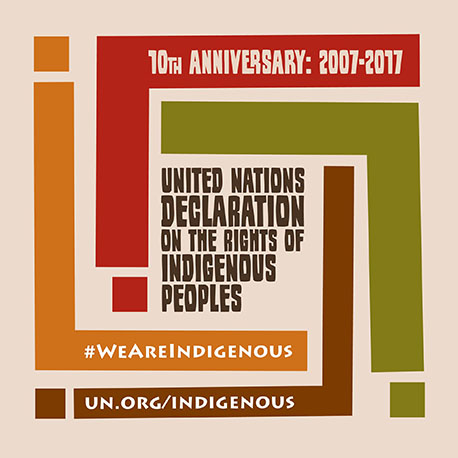 10TH ANNIVERSARY: 2007-2017
UNITED NATIONS
DECLARATION
ON THE RIGHTS OF
INDIGENOUS
PEOPLES
#WEAREINDIGENOUS
UN.ORG/INDIGENOUS